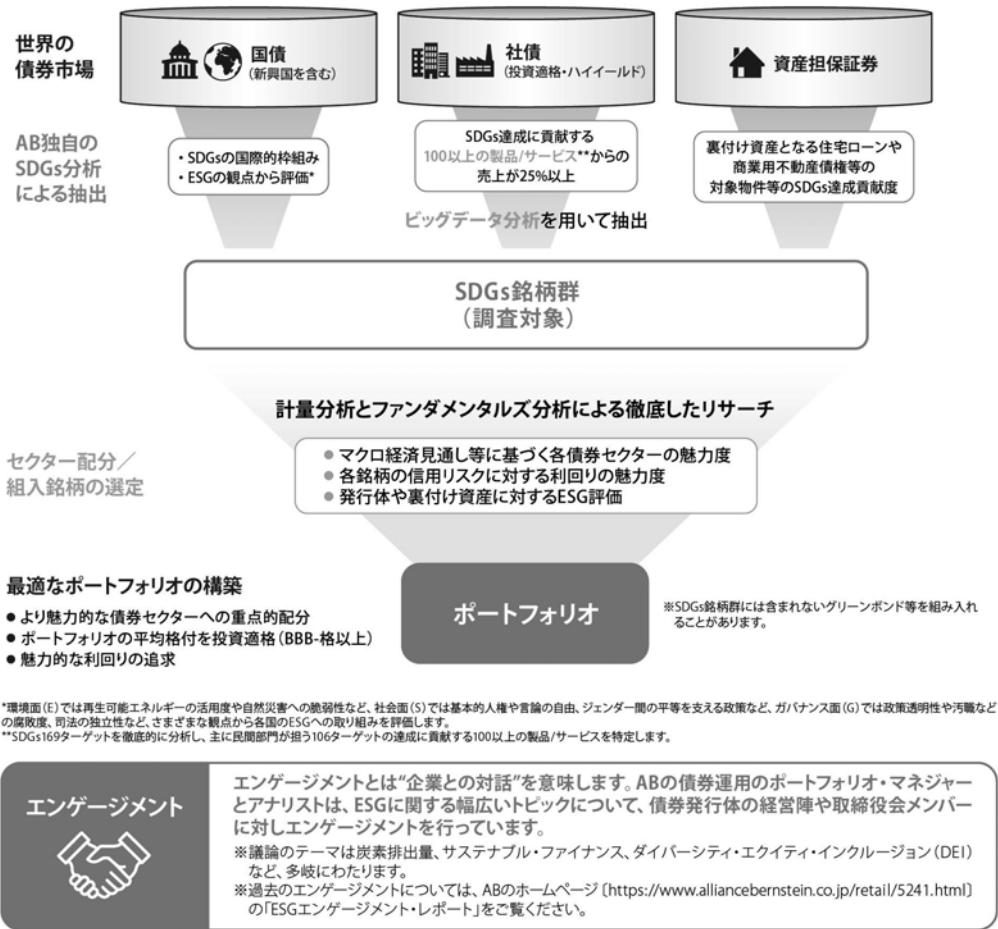 世界の
債券市場
国債
(新興国を含む)
社債
(投資適格・ハイイールド)
資産担保証券
AB独自の
SDGs分析
による抽出
・SDGsの国際的枠組み
・ESGの観点から評価*
SDGs達成に貢献する
100以上の製品/サービス**からの
売上が25%以上
裏付け資産となる住宅ローンや
商業用不動産債権等の
対象物件等のSDGs達成貢献度
ビッグデータ分析を用いて抽出
SDGs銘柄群
(調査対象)
計量分析とファンダメンタルズ分析による徹底したリサーチ
セクター配分／
組入銘柄の選定
● マクロ経済見通し等に基づく各債券セクターの魅力度
● 各銘柄の信用リスクに対する利回りの魅力度
● 発行体や裏付け資産に対するESG評価
最適なポートフォリオの構築
● より魅力的な債券セクターへの重点的配分
● ポートフォリオの平均格付を投資適格(BBB-格以上)
● 魅力的な利回りの追求
ポートフォリオ
※SDGs銘柄群には含まれないグリーンボンド等を組み入れ
ることがあります。
*環境面(E)では再生可能エネルギーの活用度や自然災害への脆弱性など、社会面(S)では基本的人権や言論の自由、ジェンダー間の平等を支える政策など、ガバナンス面(G)では政策透明性や汚職など
の腐敗度、司法の独立性など、さまざまな観点から各国のESGへの取り組みを評価します。
**SDGs169ターゲットを徹底的に分析し、主に民間部門が担う106ターゲットの達成に貢献する100以上の製品/サービスを特定します。
エンゲージメント
エンゲージメントとは“企業との対話”を意味します。ABの債券運用のポートフォリオ・マネジャー
とアナリストは、ESGに関する幅広いトピックについて、債券発行体の経営陣や取締役会メンバー
に対しエンゲージメントを行っています。
※議論のテーマは炭素排出量、サステナブル・ファイナンス、ダイバーシティ・エクイティ・インクルージョン(DEI)
など、多岐にわたります。
※過去のエンゲージメントについては、ABのホームページ〔https://www.alliancebernstein.co.jp/retail/5241.html〕
の「ESGエンゲージメント・レポート」をご覧ください。